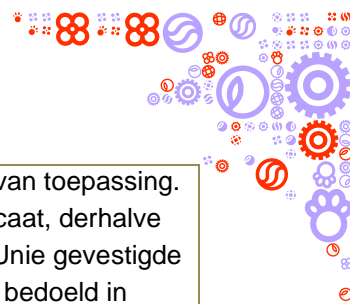 van toepassing.
caat, derhalve
Unie gevestigde
bedoeld in